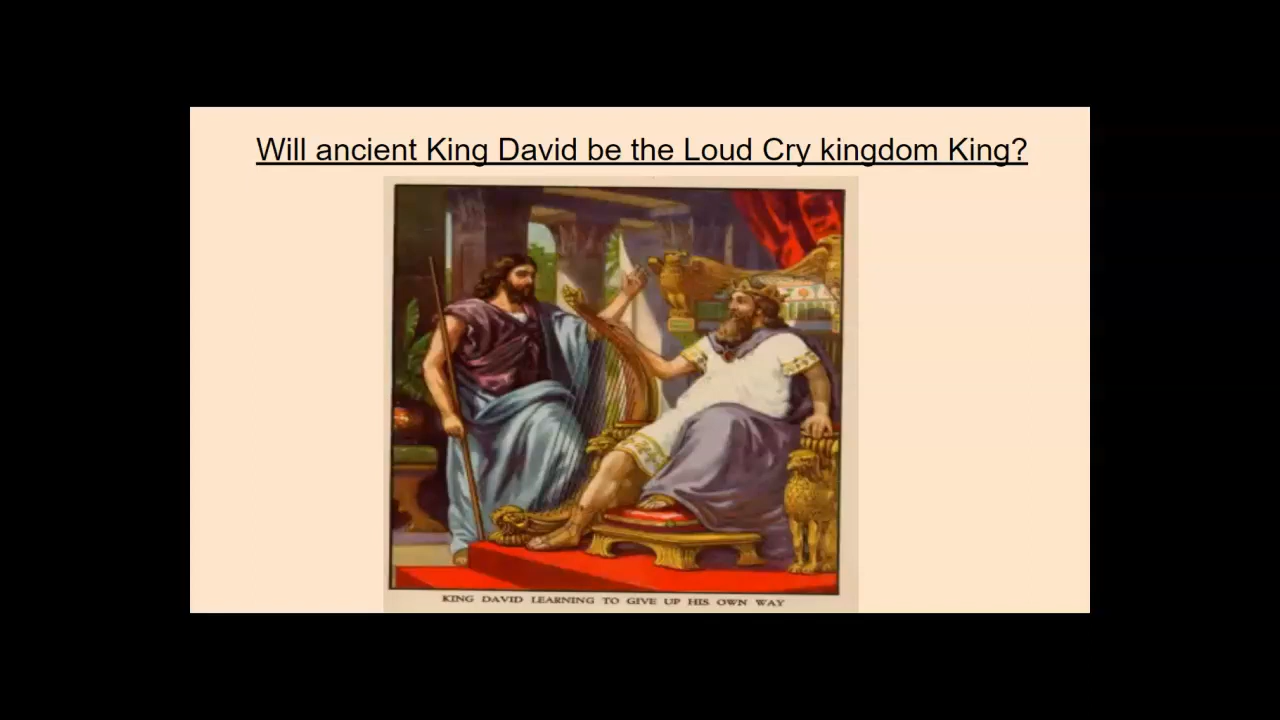 Will ancient King David be the Loud Cry kingdom King?
KING DAVID LEARNING TO GIVE UP HIS OWN WAY